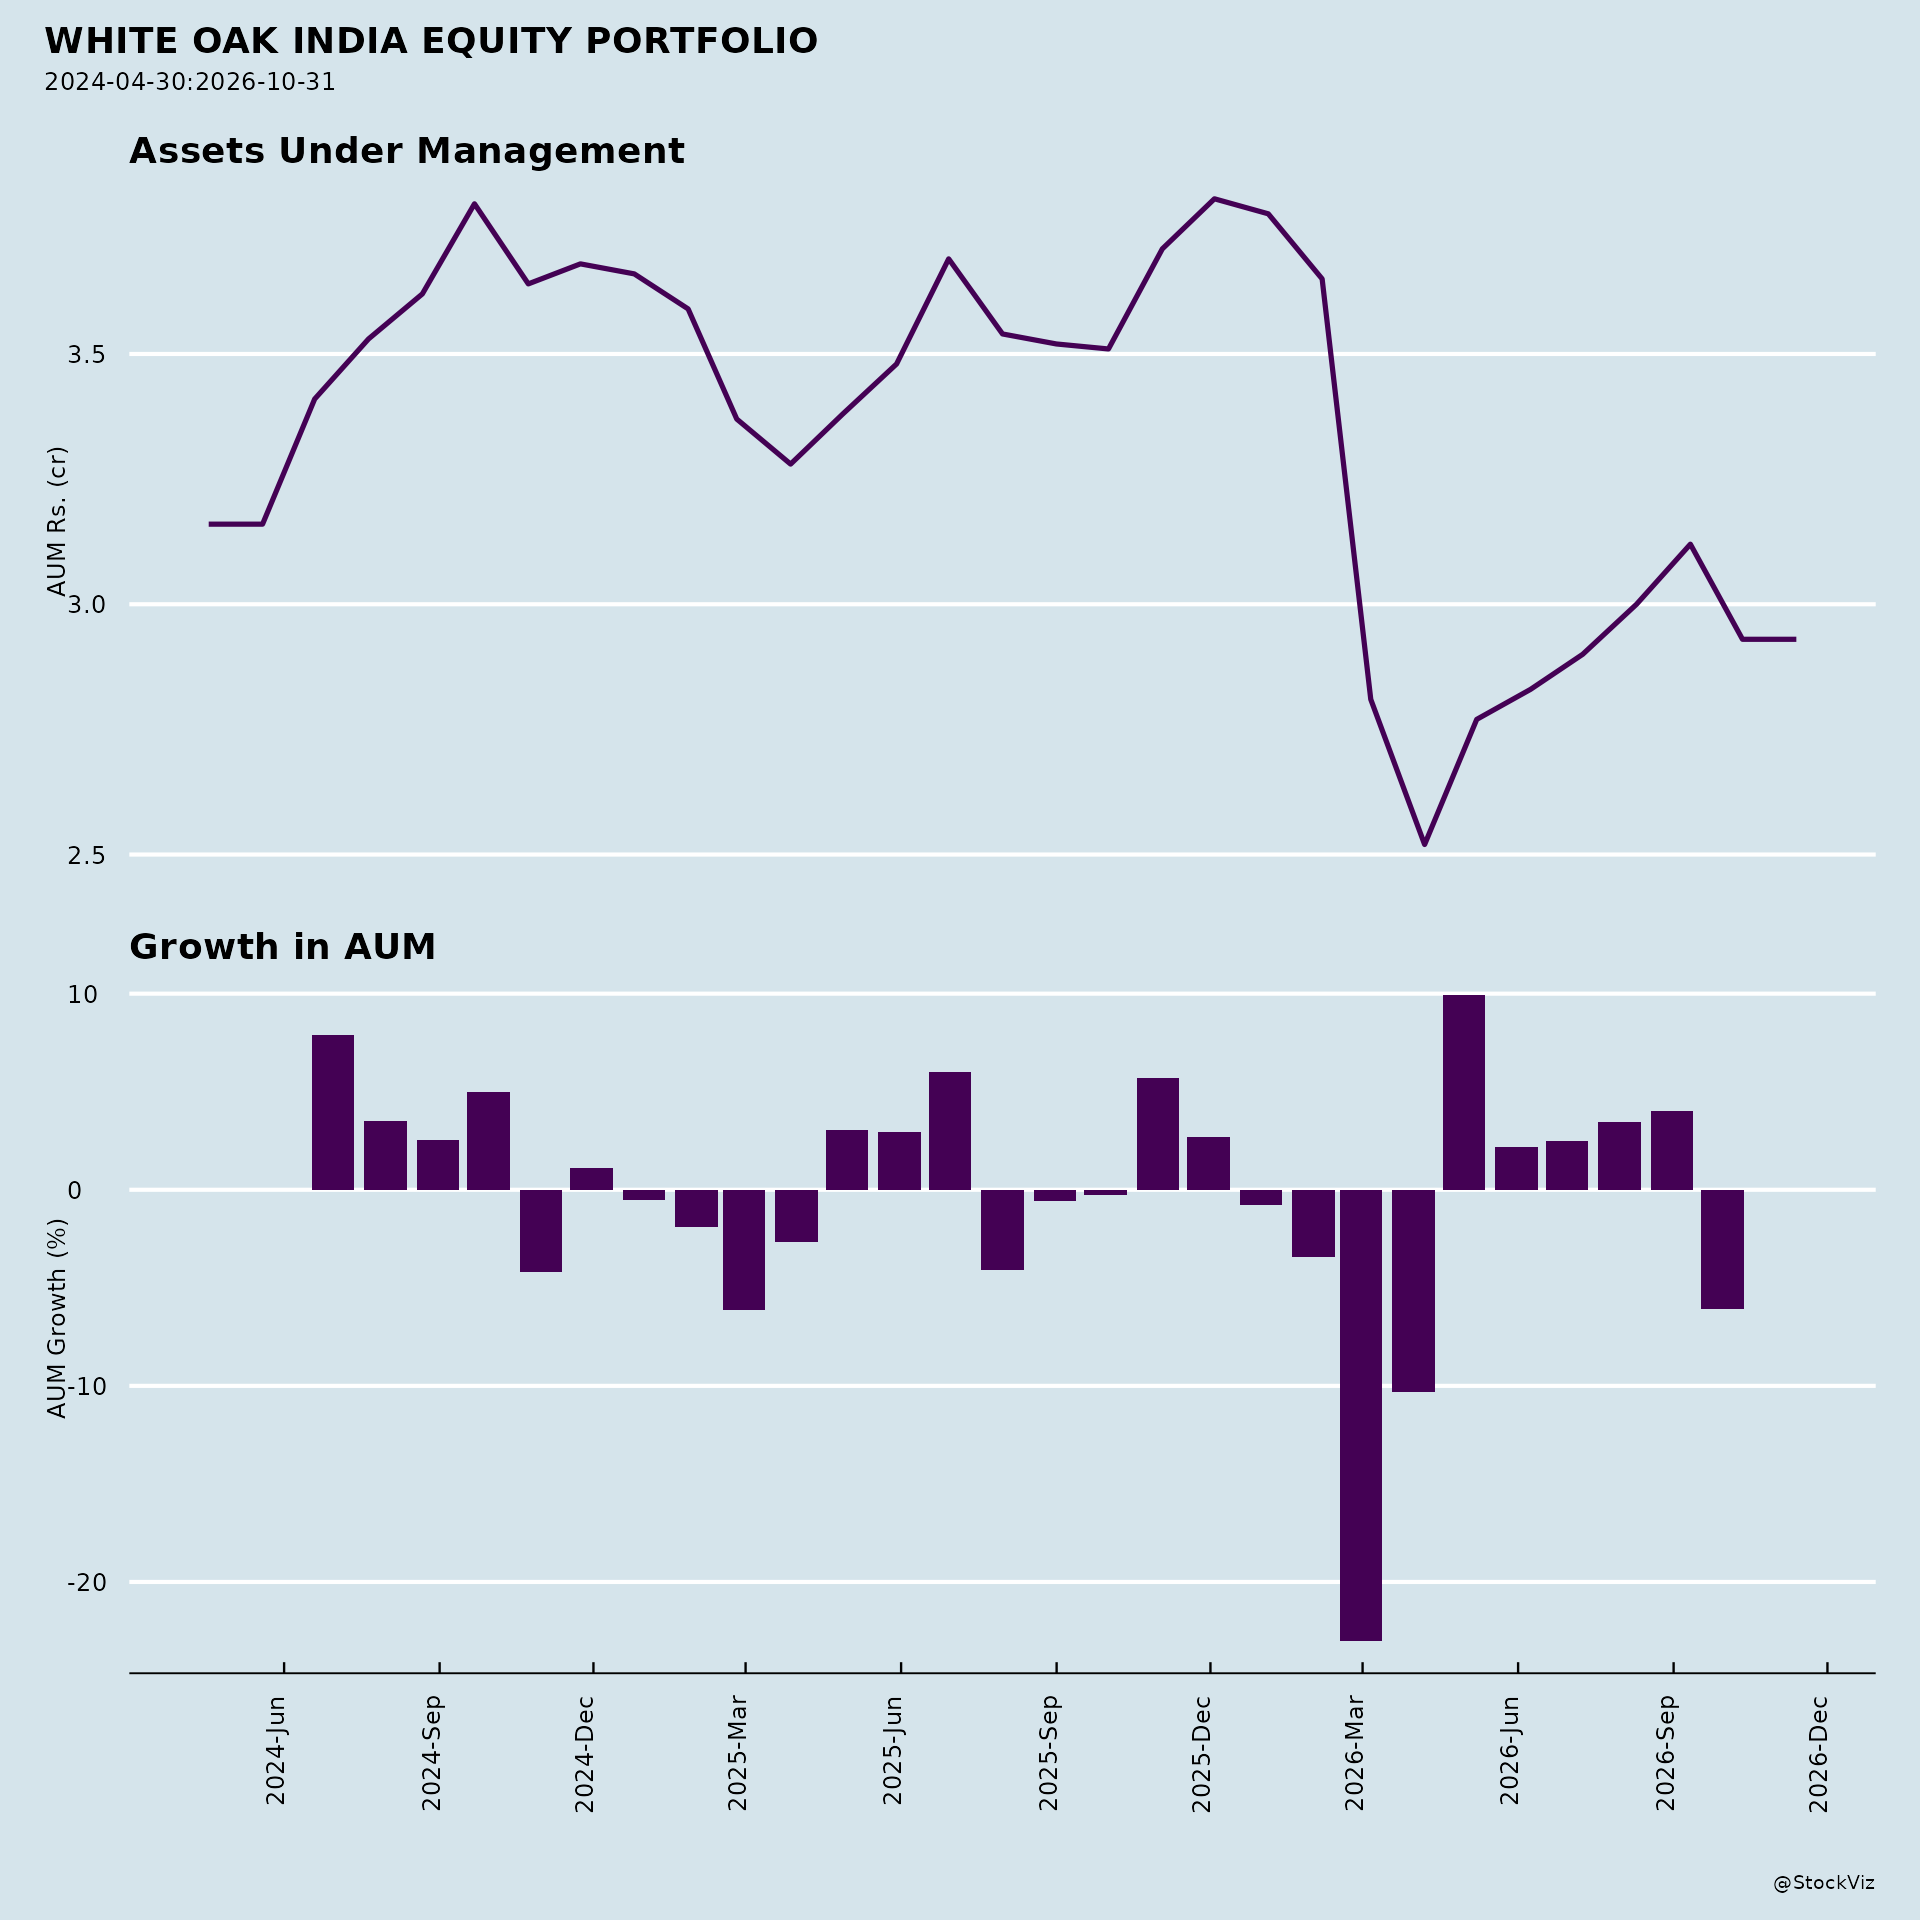 WHITE OAK INDIA EQUITY PORTFOLIO
2024-04-30:2026-10-31
Assets Under Management
AUM Rs. (cr)
3.5
3.0
2.5
Growth in AUM
AUM Growth (%)
10
0
-10
-20
2024-Jun
2024-Sep
2024-Dec
2025-Mar
2025-Jun
2025-Sep
2025-Dec
2026-Mar
2026-Jun
2026-Sep
2026-Dec
@StockViz